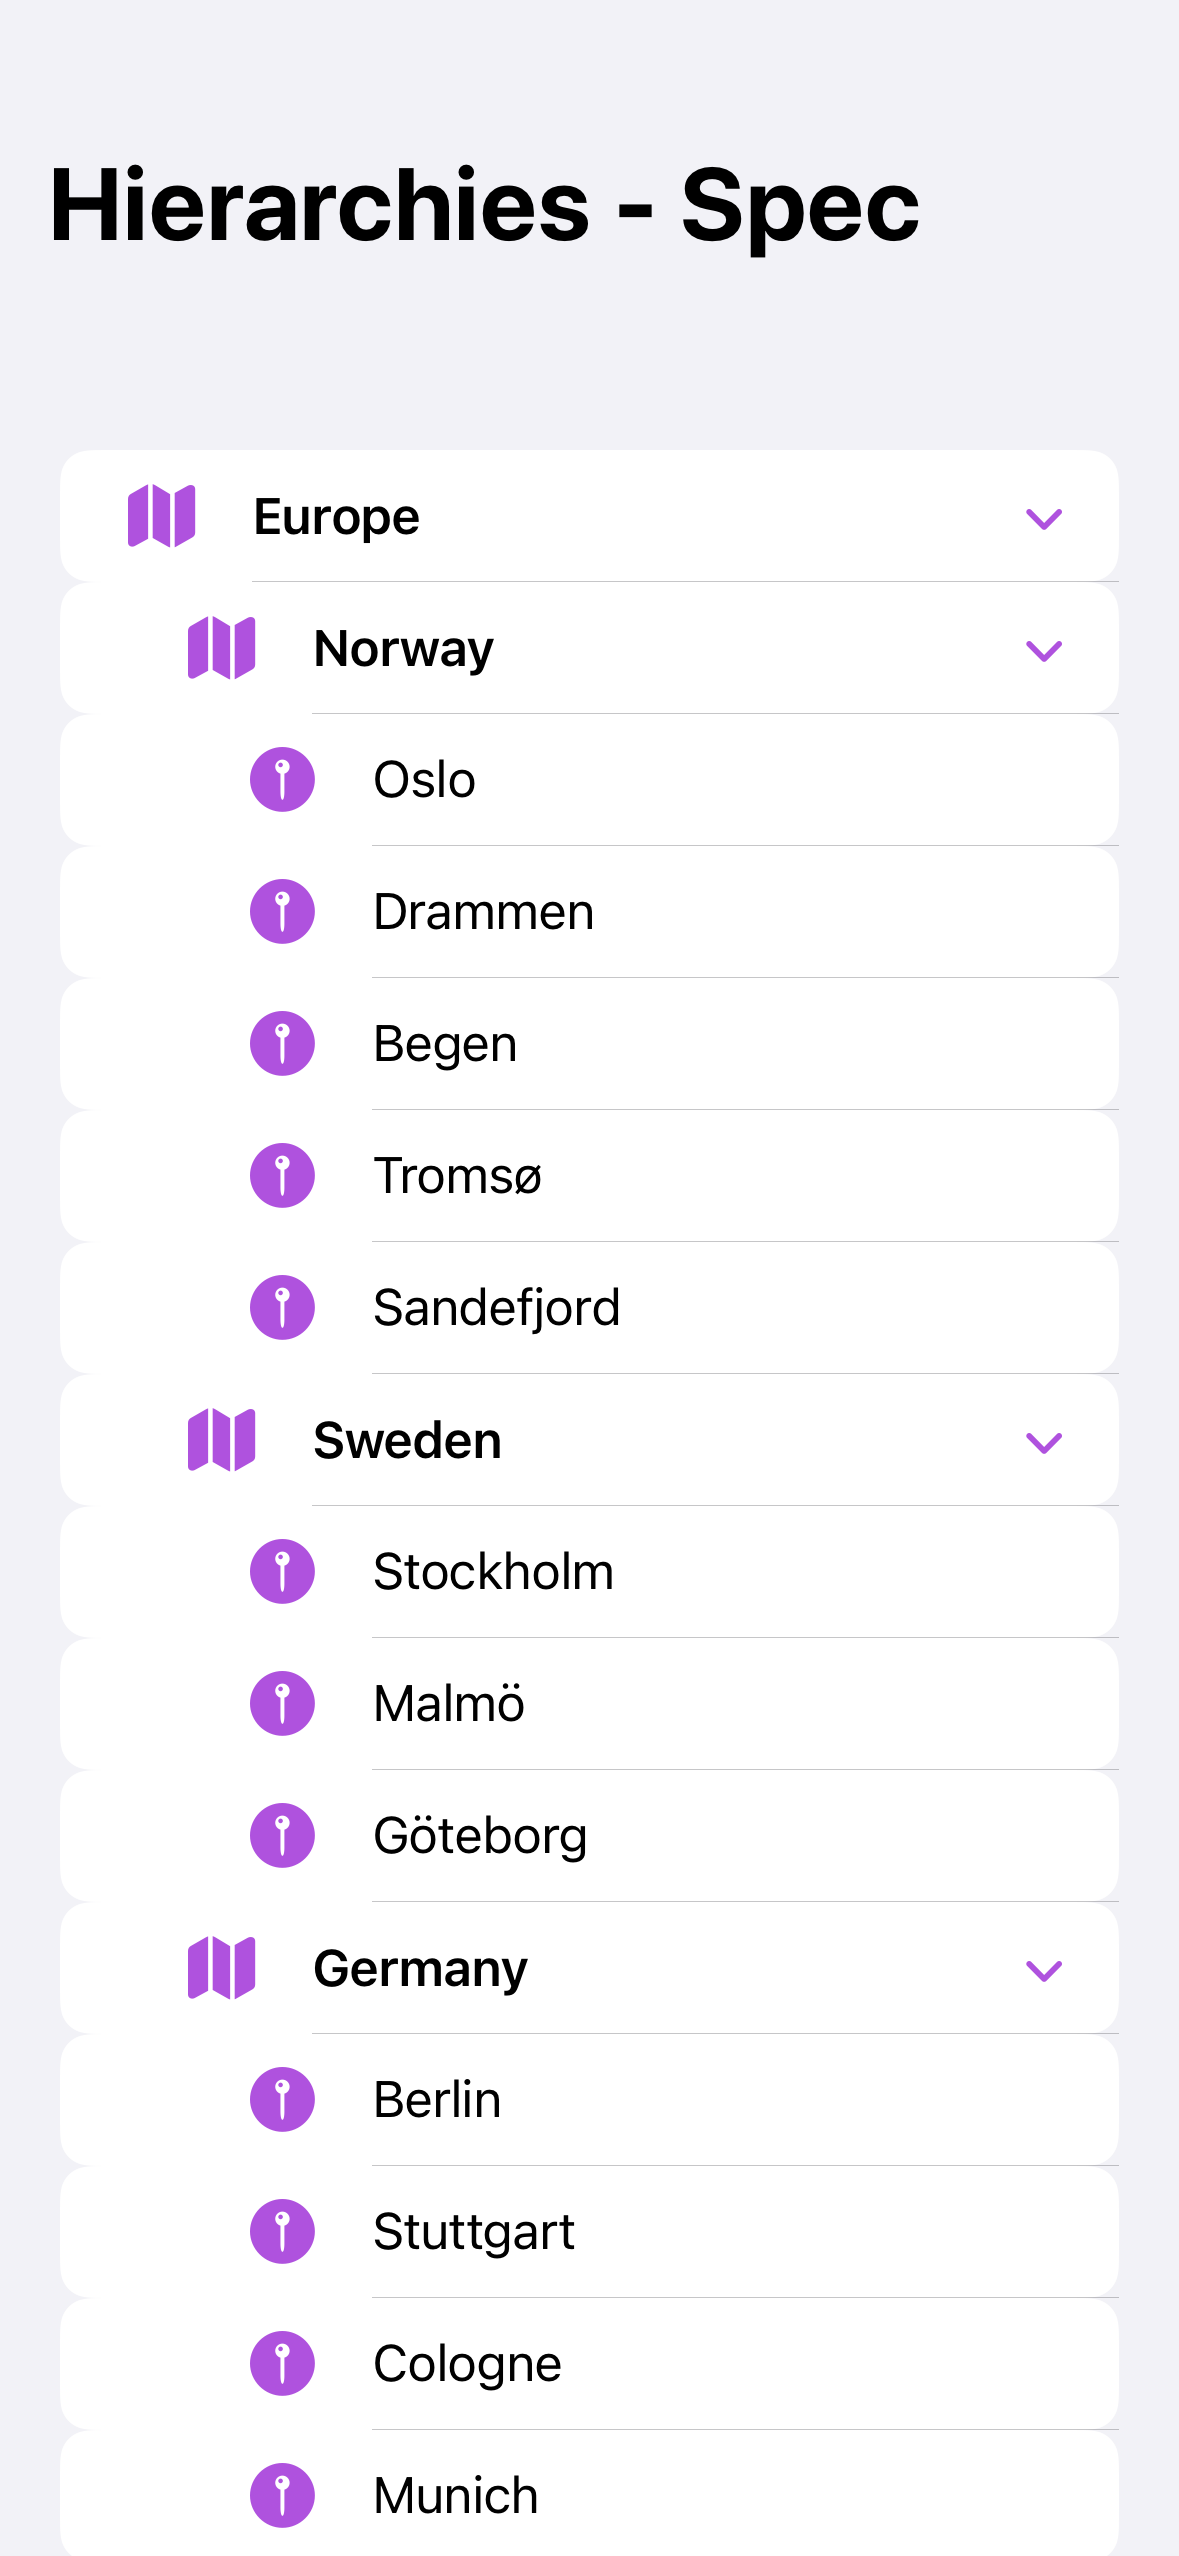 Hierarchies - Spec
Europe
Norway
Oslo
Drammen
Begen
Tromsø
Sandefjord
Sweden
Stockholm
Malmö
Göteborg
Germany
Berlin
Stuttgart
Cologne
Munich